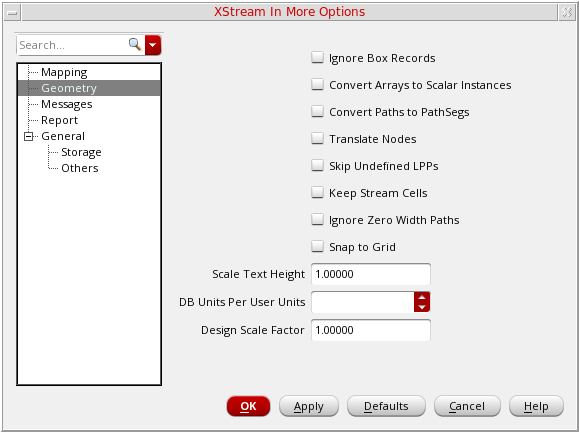 XStream In More Options
Search...
Mapping
Geometry
Messages
Report
General
Storage
Others
Ignore Box Records
Convert Arrays to Scalar Instances
Convert Paths to PathSegs
Translate Nodes
Skip Undefined LPPs
Keep Stream Cells
Ignore Zero Width Paths
Snap to Grid
Scale Text Height 1.00000
DB Units Per User Units
Design Scale Factor 1.00000
OK Apply Defaults Cancel Help